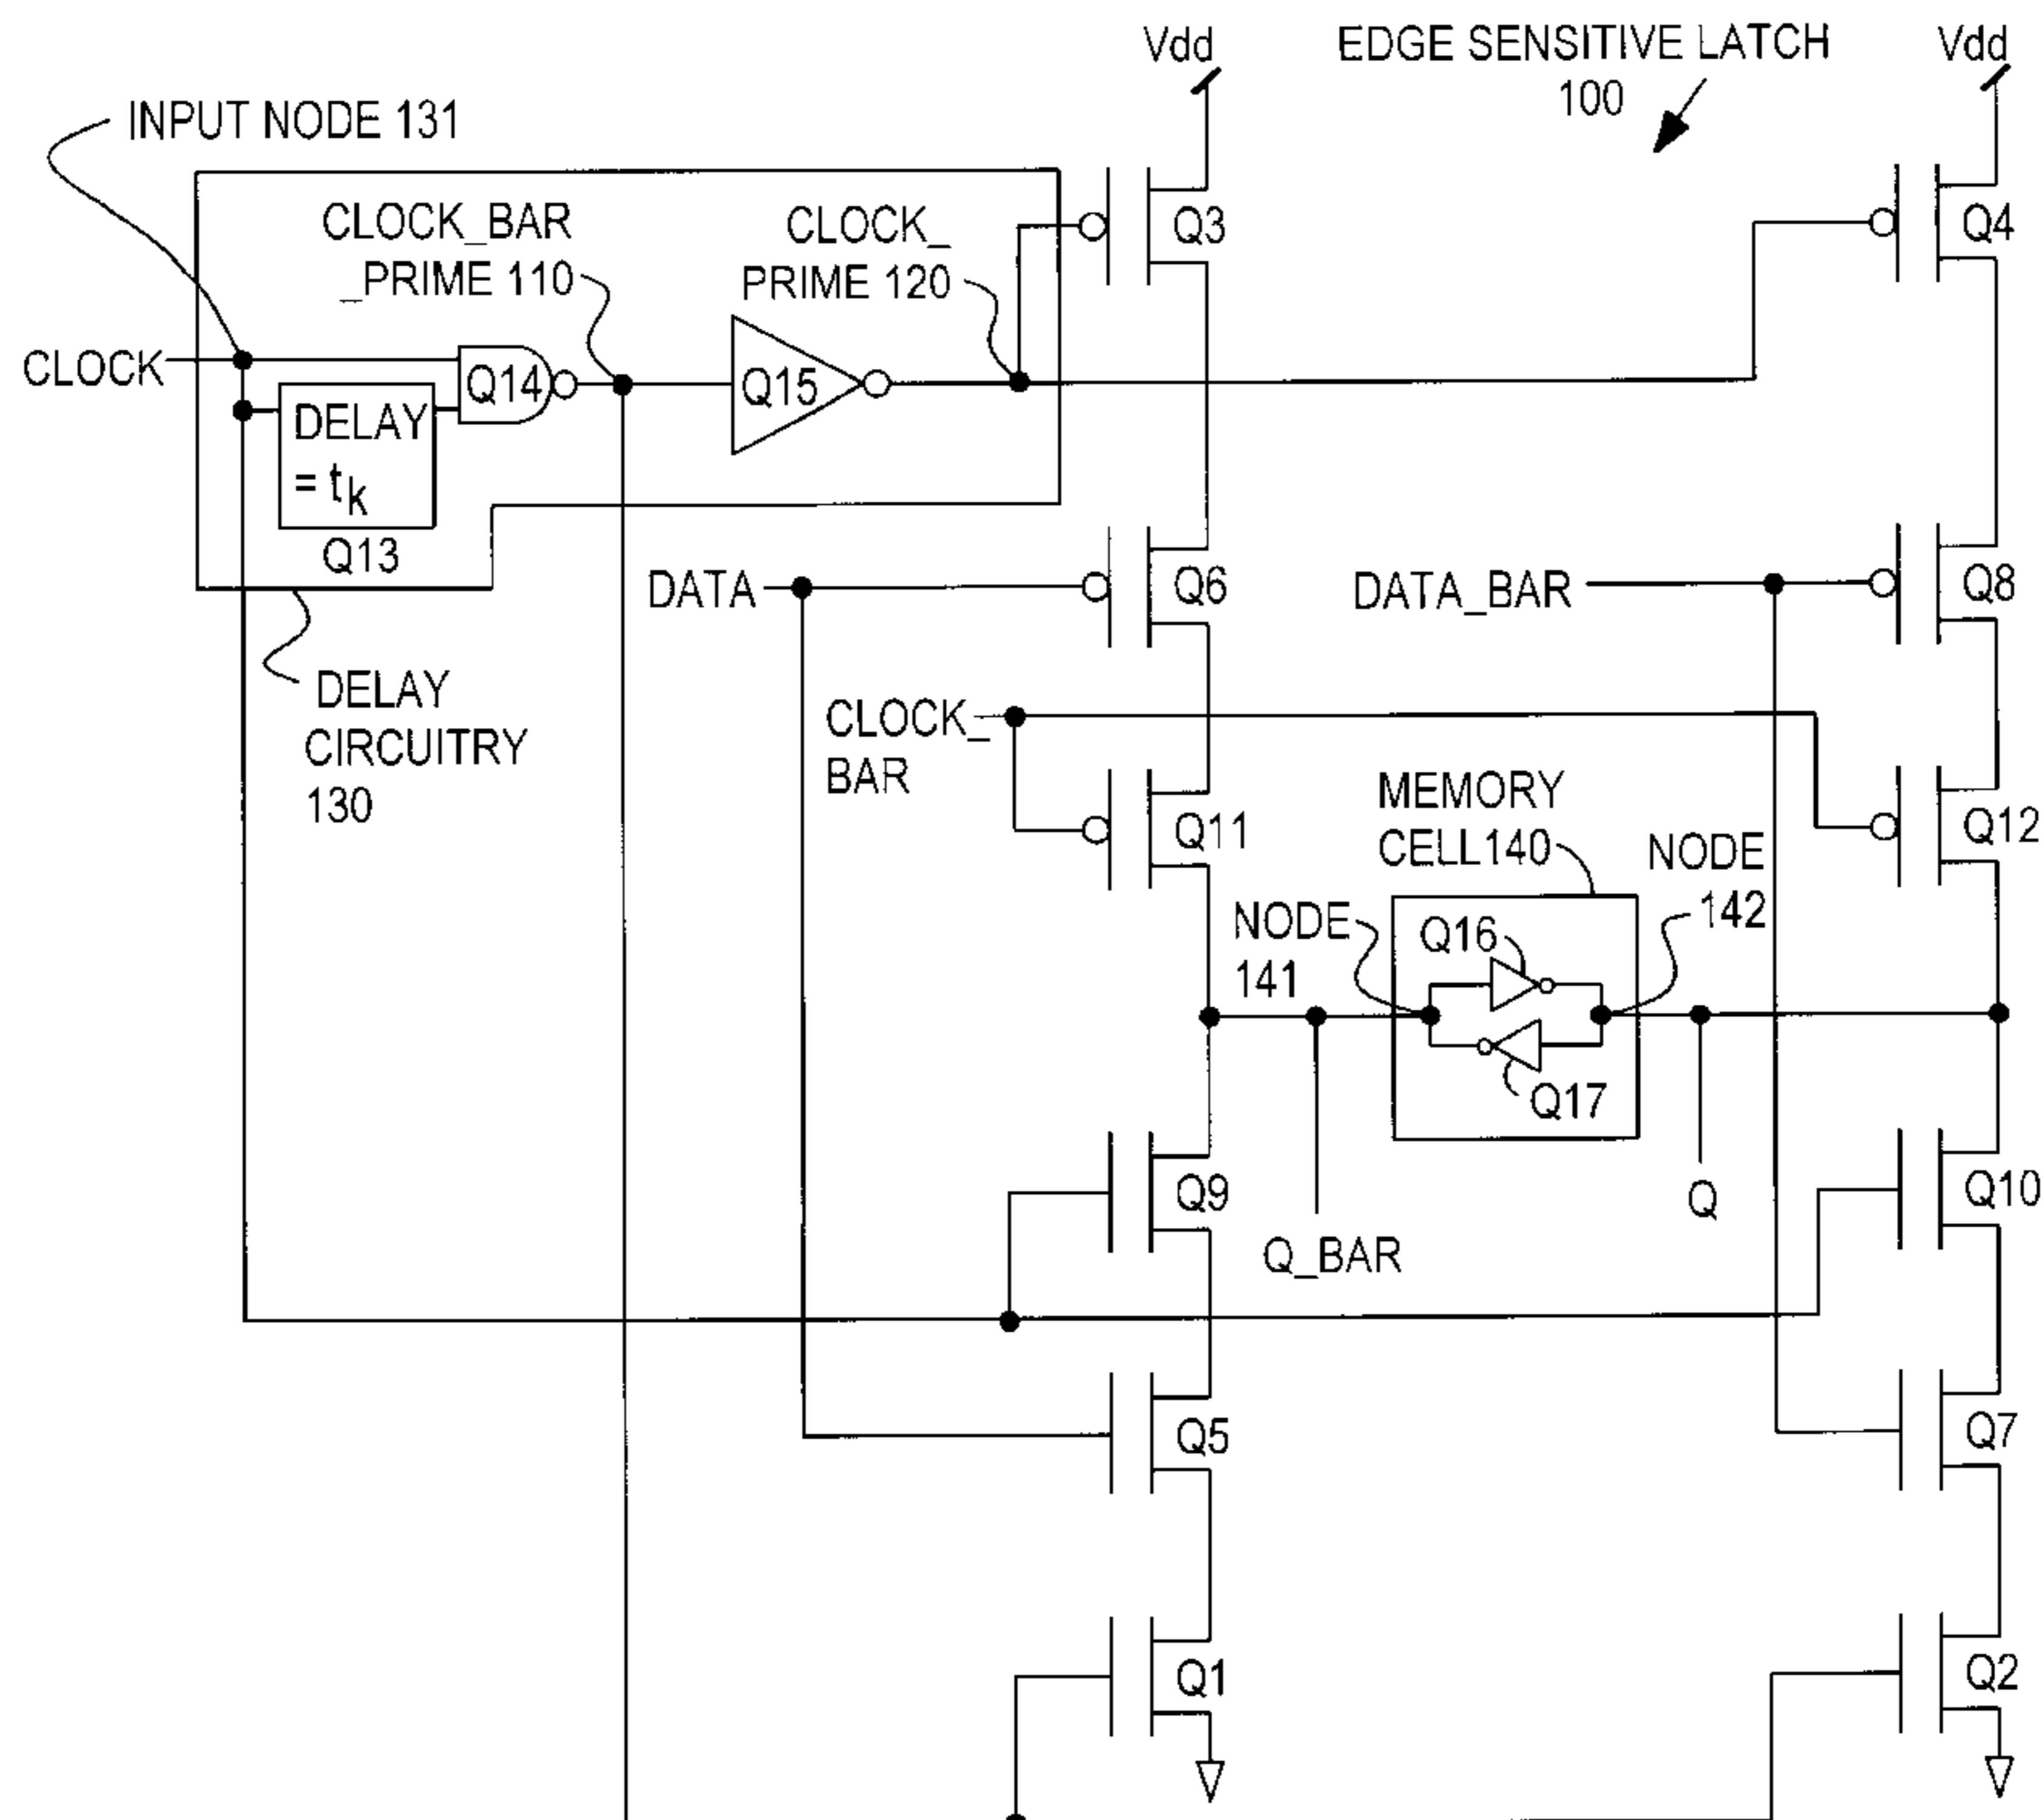 Vdd
EDGE SENSITIVE LATCH
100
Vdd
INPUT NODE 131
CLOCK_BAR
_PRIME 110
CLOCK_
PRIME 120
Q3
Q4
CLOCK
Q14
Q15
DELAY
= tk
Q13
DATA
Q6
DATA_BAR
Q8
DELAY
CIRCUITRY
130
CLOCK_
BAR
Q11
MEMORY
CELL140
NODE
142
Q12
NODE
141
Q16
Q17
Q9
Q_BAR
Q
Q10
Q5
Q7
Q1
Q2